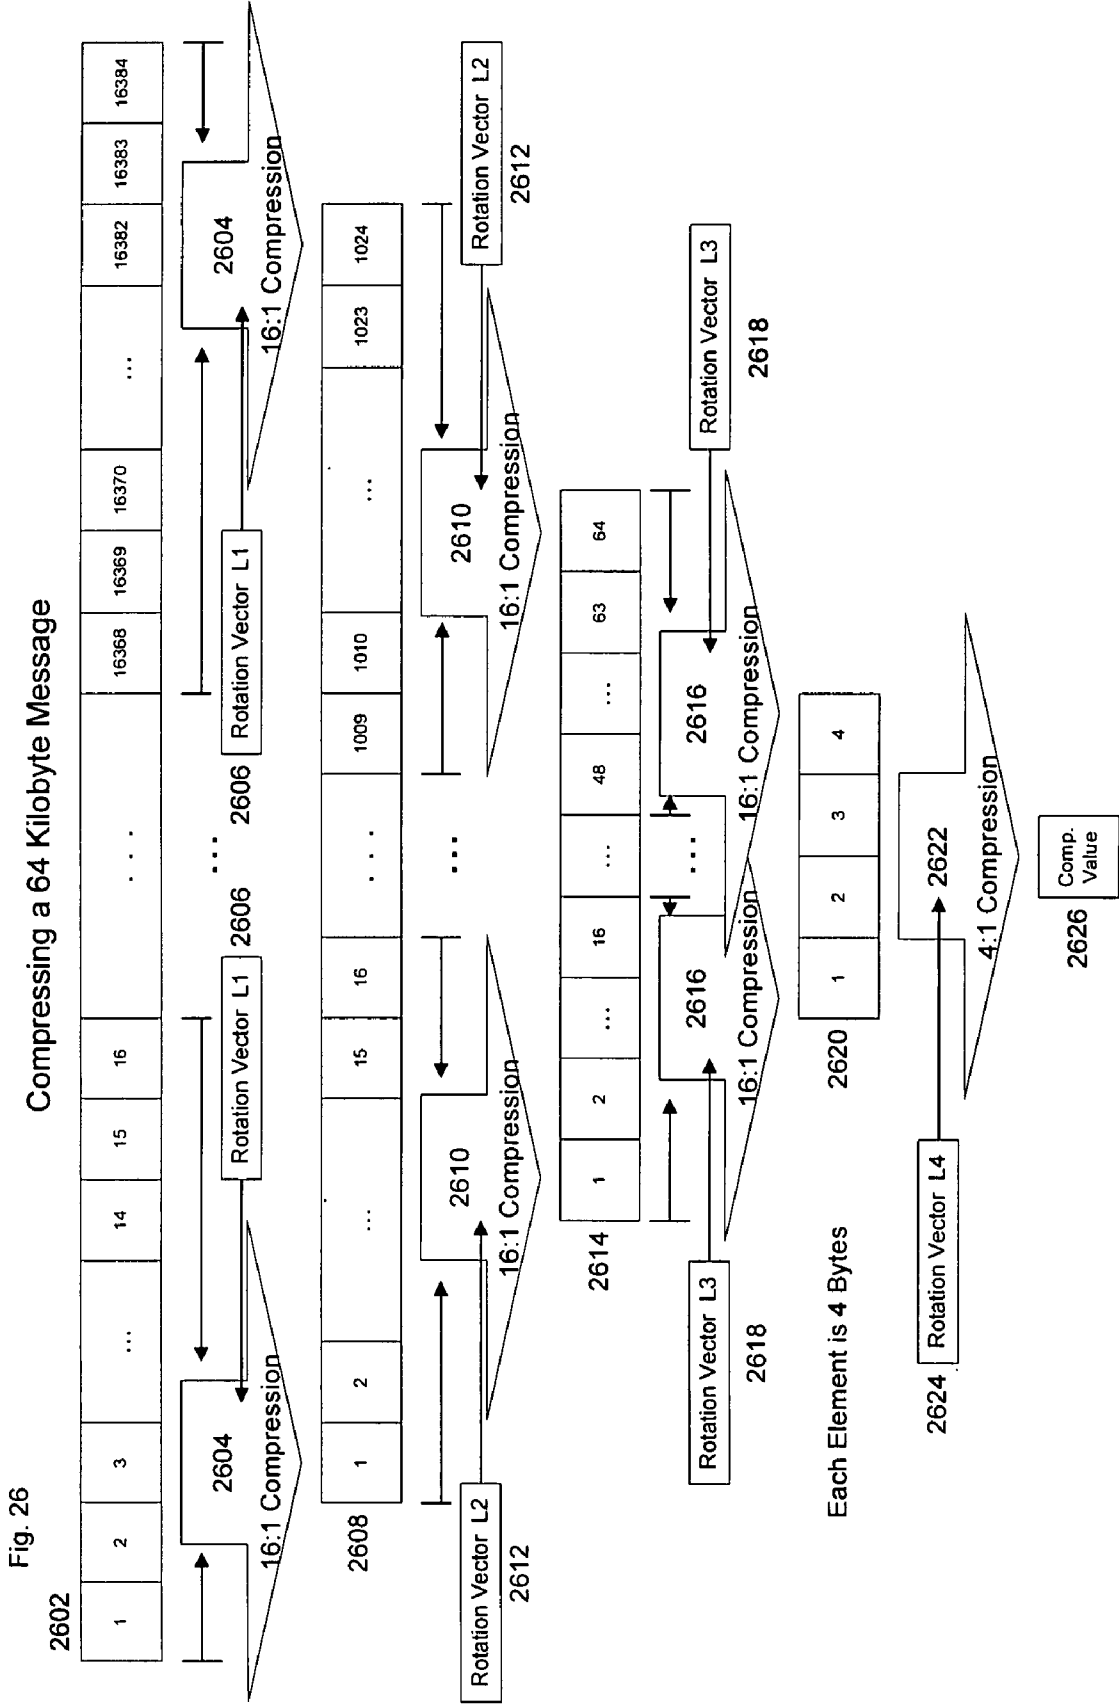 Fig. 26
Compressing a 64 Kilobyte Message
2602
1 2 3 ... 14 15 16 ... 16368 16369 16370 ... 16382 16383 16384
2604 Rotation Vector L1 2606 ... 2606 Rotation Vector L1 2604
16:1 Compression 16:1 Compression
2608
1 2 ... 15 16 ... 1009 1010 ... 1023 1024
Rotation Vector L2 2610 ... 2610 Rotation Vector L2
2612 16:1 Compression 16:1 Compression 2612
2614
1 2 ... 16 ... 48 ... 63 64
Rotation Vector L3 2616 ... 2616 Rotation Vector L3
2618 16:1 Compression 16:1 Compression 2618
2620
1 2 3 4
Each Element is 4 Bytes
2624 Rotation Vector L4 2622
4:1 Compression
2626
Comp.
Value